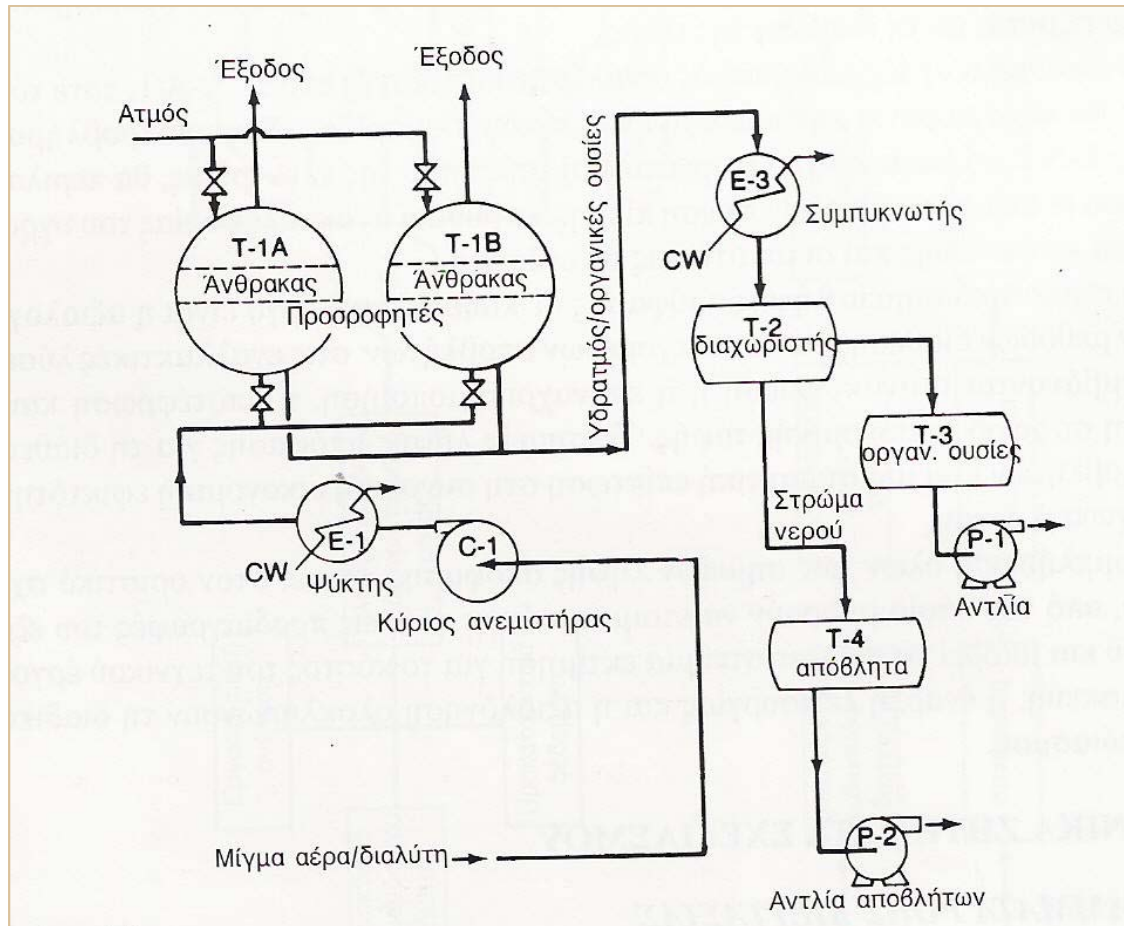 Έξοδος
Έξοδος
Ατμός
T-1A
Άνθρακας
T-1B
Άνθρακας
Προσροφητές
Υδρατμος/οργανικές ουσίες
E-3
Συμπυκνωτής
CW
T-2
διαχωριστής
T-3
οργαν. ουσίες
Στρώμα
νερού
P-1
Αντλία
E-1
CW
Ψύκτης
C-1
Κύριος ανεμιστήρας
T-4
απόβλητα
Μίγμα αέρα/διαλύτη
P-2
Αντλία αποβλήτων